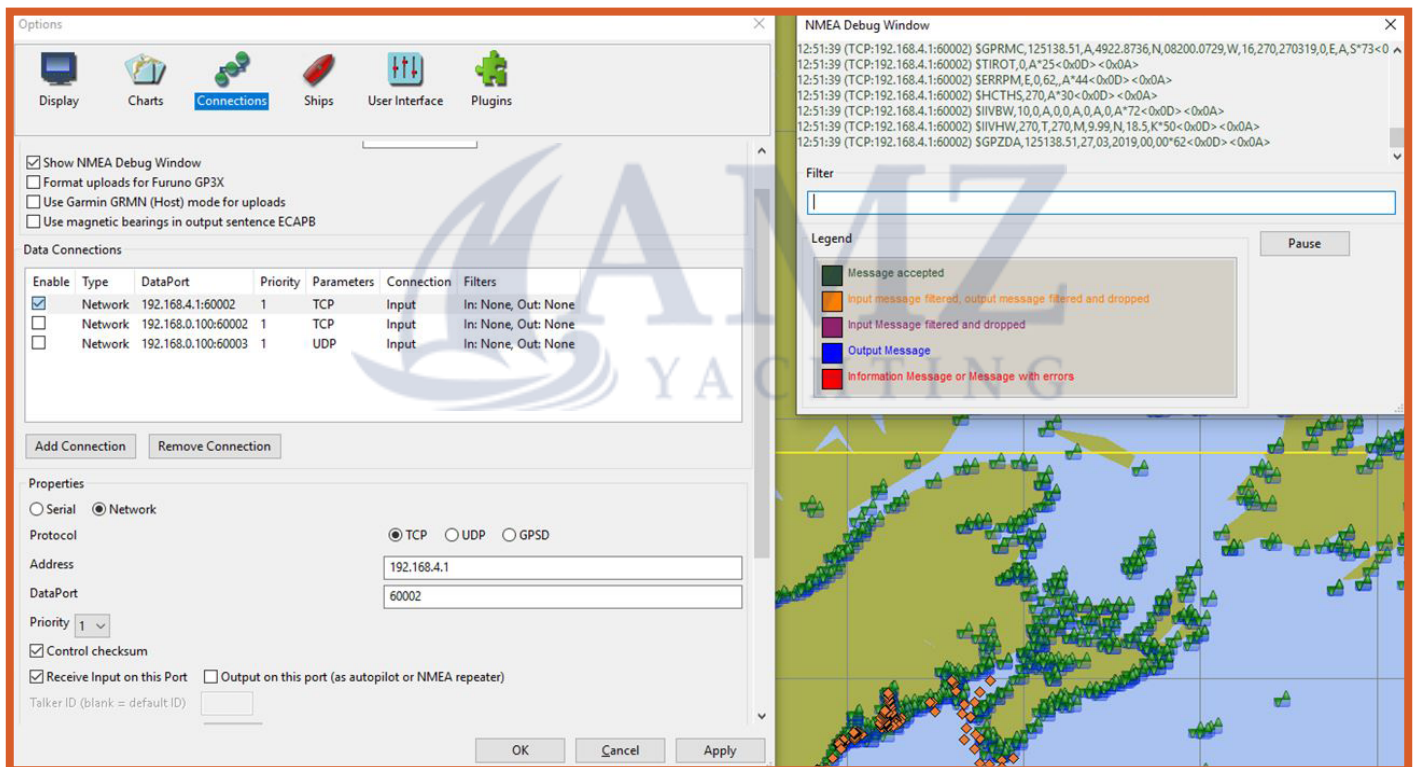 Options
Display Charts Connections Ships User Interface Plugins
Show NMEA Debug Window
Format uploads for Furuno GP3X
Use Garmin GRMN (Host) mode for uploads
Use magnetic bearings in output sentence ECAPB
Data Connections
Enable Type DataPort Priority Parameters Connection Filters
Network 192.168.4.1:60002 1 TCP Input In: None, Out: None
Network 192.168.0.100:60002 1 TCP Input In: None, Out: None
Network 192.168.0.100:60003 1 UDP Input In: None, Out: None
Add Connection Remove Connection
Properties
Serial Network
Protocol TCP UDP GPSD
Address 192.168.4.1
DataPort 60002
Priority 1
Control checksum
Receive Input on this Port Output on this port (as autopilot or NMEA repeater)
Talker ID (blank = default ID)
OK Cancel Apply
NMEA Debug Window
12:51:39 (TCP:192.168.4.1:60002) $GPRMC,125138.51,A,4922.8736,N,08200.0729,W,16,270,270319,0,E,A,S*73<0
12:51:39 (TCP:192.168.4.1:60002) $TIROT,0,A*25<0x0D><0x0A>
12:51:39 (TCP:192.168.4.1:60002) $ERRPM,E,0,62,,A*44<0x0D><0x0A>
12:51:39 (TCP:192.168.4.1:60002) $HCTHS,270,A*30<0x0D><0x0A>
12:51:39 (TCP:192.168.4.1:60002) $IIVBW,10,0,A,0,0,A,0,A,0,A*72<0x0D><0x0A>
12:51:39 (TCP:192.168.4.1:60002) $IIVHW,270,T,270,M,9.99,N,18.5,K*50<0x0D><0x0A>
12:51:39 (TCP:192.168.4.1:60002) $GPZDA,125138.51,27,03,2019,00,00*62<0x0D><0x0A>
Filter
Legend
Pause
Message accepted
Input message filtered, output message filtered and dropped
Input Message filtered and dropped
Output Message
Information Message or Message with errors
AMZ
YACHTING